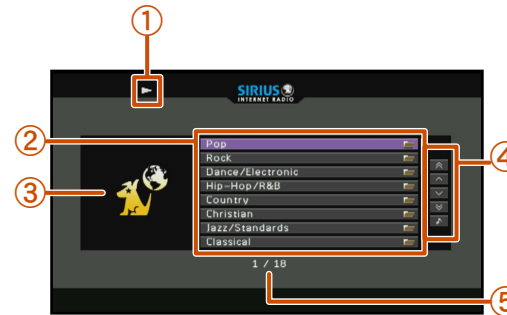 1
SIRIUS
INTERNET RADIO
2
Pop
Rock
Dance/Electronic
3
Hip-Hop/R&B
Country
Christian
Jazz/Standards
Classical
4
1 / 18
5